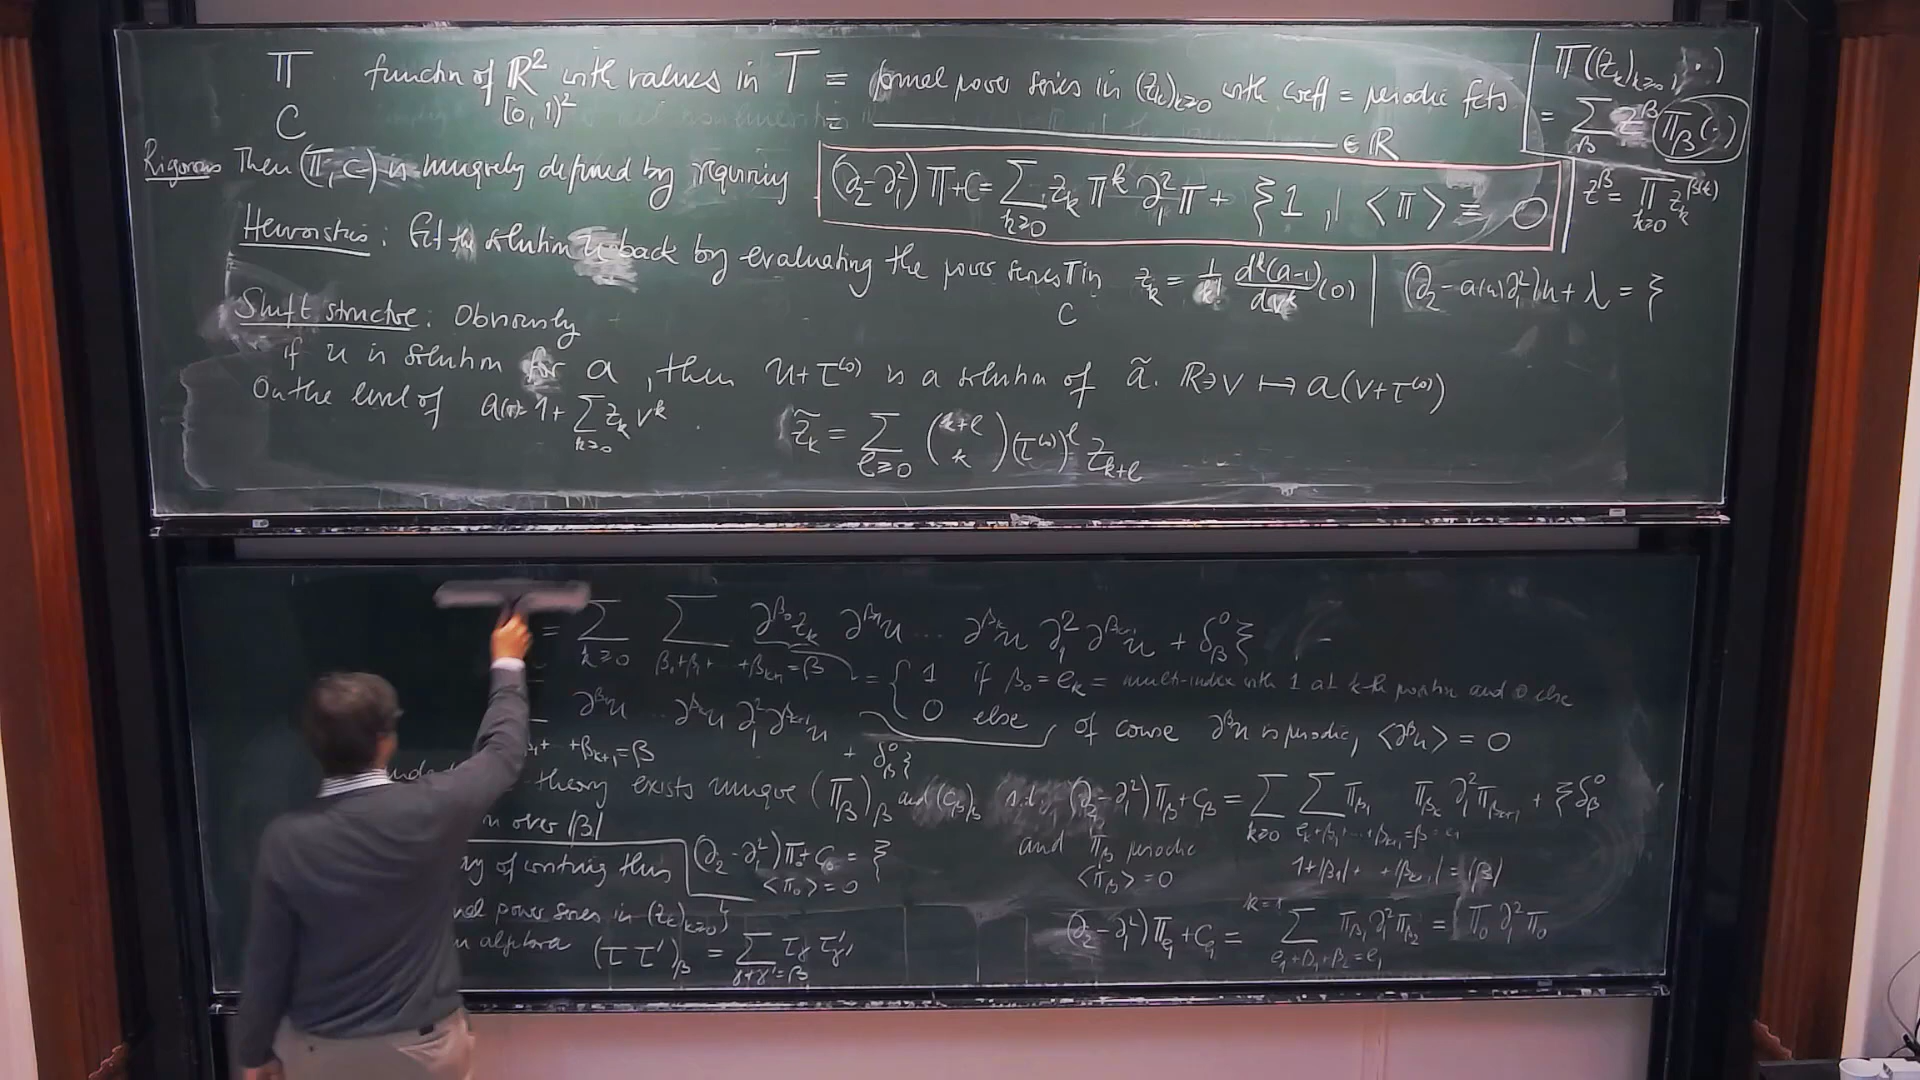 Π function of ℝ² with values in T = formal power series in (z_k)_{k≥0} with coeff = periodic fcts
[0,1)²
C = ———— ∈ ℝ
Π((z_k)_{k≥0}, ·)
= Σ_β z^β Π_β(·)
z^β = Π_{k≥0} z_k^{β(k)}
Rigorous Then (Π, C) is uniquely defined by requiring (∂₂-∂₁²)Π+C = Σ_{k≥0} z_k Π^k ∂₁²Π + ξ1, <Π> = 0
Heuristics: Get the solution u back by evaluating the power series Π in z_k = 1/k! d^k(a-1)/dv^k (0) | (∂₂ - a(u)∂₁²)u + λ = ξ
C
Shift structure: Obviously
if u is solution for a, then u+τ^{(0)} is a solution of ã: ℝ∋v ↦ a(v+τ^{(0)})
On the level of a(v) = 1 + Σ_{k≥0} z_k v^k z̃_k = Σ_{ℓ≥0} (k+ℓ k)(τ^{(0)})^ℓ z_{k+ℓ}
= Σ_{k≥0} Σ_{β₀+β₁+ +β_{k+1}=β} ∂^{β₀}z_k ∂^{β₁}u ... ∂^{β_k}u ∂₁² ∂^{β_{k+1}}u + δ_β^0 ξ
= { 1 if β₀ = e_k = multi-index with 1 at k-th position and 0 else
0 else
∂^{β₁}u ... ∂^{β_k}u ∂₁² ∂^{β_{k+1}}u + δ_β^0 ξ
β₁+ +β_{k+1}=β
of course ∂^β u is periodic, <∂^β u> = 0
theory exists unique (Π_β)_β and (C_β)_β s.t. (∂₂-∂₁²)Π_β + C_β = Σ_{k≥0} Σ_{e_k+β₁+...+β_{k+1}=β} Π_{β₁} Π_{β_k} ∂₁²Π_{β_{k+1}} + ξδ_β^0
over |β|
and Π_β periodic
<Π_β> = 0
1+|β₁|+ +|β_{k+1}| = |β|
of writing this
(∂₂-∂₁²)Π₀+C₀ = ξ
<Π₀> = 0
power series in (z_k)_{k≥0}
algebra (τ τ')_β = Σ_{γ+γ'=β} τ_γ τ'_{γ'}
k=1
(∂₂-∂₁²)Π_{e₁} + C_{e₁} = Σ_{e₁+β₁+β₂=e₁} Π_{β₁} ∂₁²Π_{β₂} = Π₀ ∂₁²Π₀